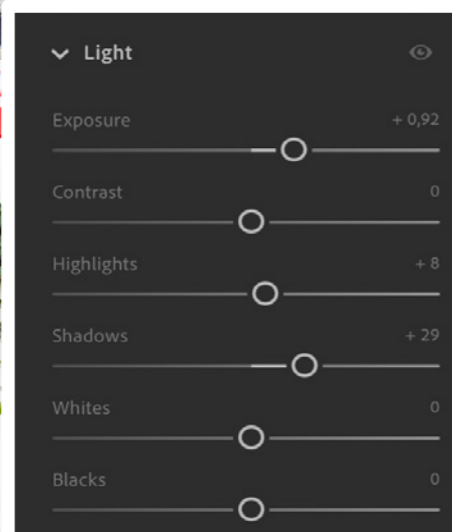 Light
Exposure + 0,92
Contrast 0
Highlights + 8
Shadows + 29
Whites 0
Blacks 0